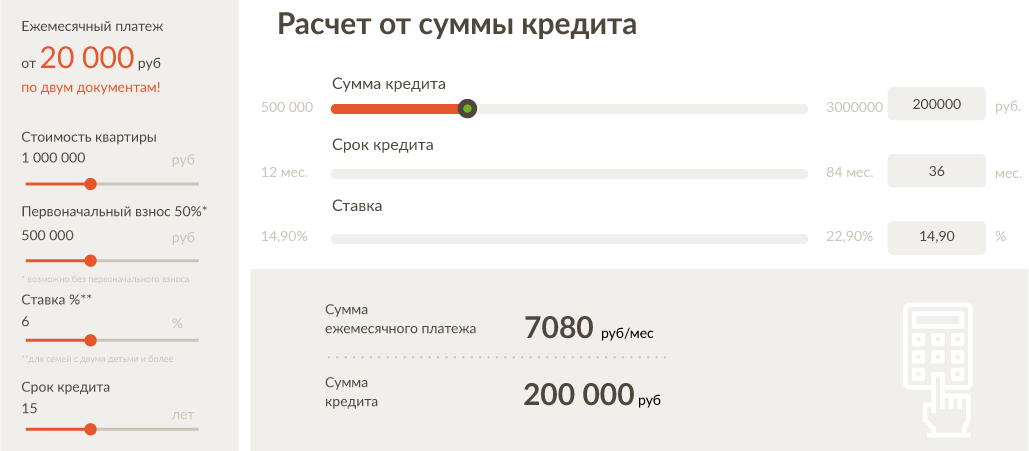 Ежемесячный платеж
от 20 000 руб
по двум документам!
Стоимость квартиры
1 000 000 руб
Первоначальный взнос 50%*
500 000 руб
* возможно без первоначального взноса
Ставка %**
6 %
**для семей с двумя детьми и более
Срок кредита
15 лет
Расчет от суммы кредита
Сумма кредита
500 000 3000000 200000 руб.
Срок кредита
12 мес. 84 мес. 36 мес.
Ставка
14,90% 22,90% 14,90 %
Сумма
ежемесячного платежа
7080 руб/мес
Сумма
кредита
200 000 руб